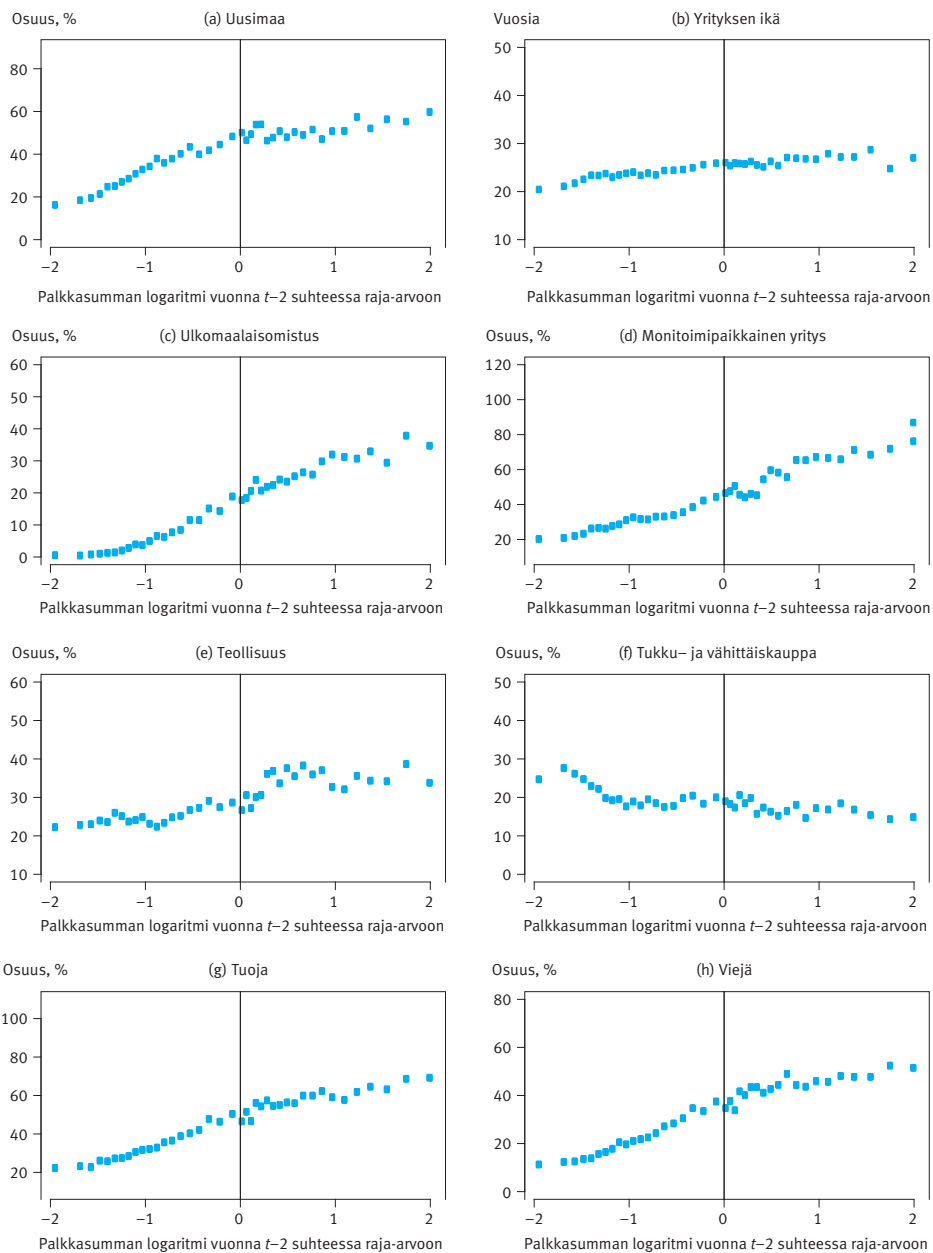 Osuus, % (a) Uusimaa
80
60
40
20
0
−2 −1 0 1 2
Palkkasumman logaritmi vuonna t−2 suhteessa raja-arvoon
Vuosia (b) Yrityksen ikä
50
40
30
20
10
−2 −1 0 1 2
Palkkasumman logaritmi vuonna t−2 suhteessa raja-arvoon
Osuus, % (c) Ulkomaalaisomistus
60
50
40
30
20
10
0
−2 −1 0 1 2
Palkkasumman logaritmi vuonna t−2 suhteessa raja-arvoon
Osuus, % (d) Monitoimipaikkainen yritys
120
100
80
60
40
20
−2 −1 0 1 2
Palkkasumman logaritmi vuonna t−2 suhteessa raja-arvoon
Osuus, % (e) Teollisuus
60
50
40
30
20
10
−2 −1 0 1 2
Palkkasumman logaritmi vuonna t−2 suhteessa raja-arvoon
Osuus, % (f) Tukku− ja vähittäiskauppa
50
40
30
20
10
0
−2 −1 0 1 2
Palkkasumman logaritmi vuonna t−2 suhteessa raja-arvoon
Osuus, % (g) Tuoja
100
80
60
40
20
−2 −1 0 1 2
Palkkasumman logaritmi vuonna t−2 suhteessa raja-arvoon
Osuus, % (h) Viejä
80
60
40
20
0
−2 −1 0 1 2
Palkkasumman logaritmi vuonna t−2 suhteessa raja-arvoon